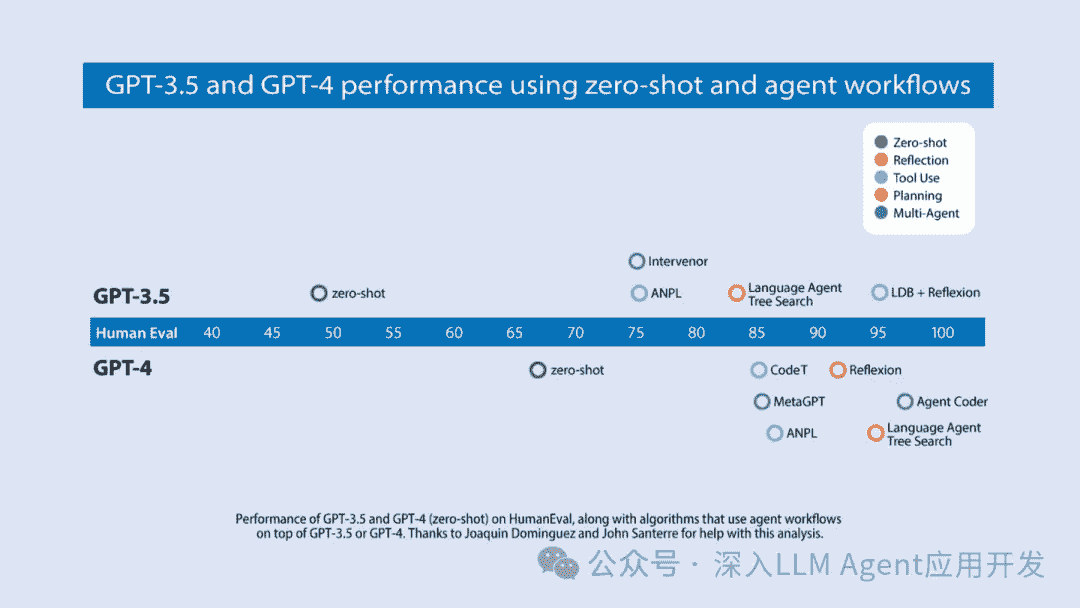 GPT-3.5 and GPT-4 performance using zero-shot and agent workflows
Zero-shot
Reflection
Tool Use
Planning
Multi-Agent
Intervenor
GPT-3.5
zero-shot
ANPL
Language Agent
Tree Search
LDB + Reflexion
Human Eval 40 45 50 55 60 65 70 75 80 85 90 95 100
GPT-4
zero-shot
CodeT
Reflexion
MetaGPT
Agent Coder
ANPL
Language Agent
Tree Search
Performance of GPT-3.5 and GPT-4 (zero-shot) on HumanEval, along with algorithms that use agent workflows
on top of GPT-3.5 or GPT-4. Thanks to Joaquin Dominguez and John Santerre for help with this analysis.
公众号 · 深入LLM Agent应用开发